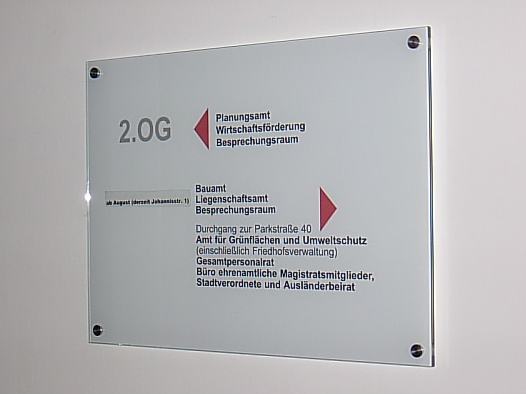 2.OG
Planungsamt
Wirtschaftsförderung
Besprechungsraum
ab August (derzeit Johannisstr. 1)
Bauamt
Liegenschaftsamt
Besprechungsraum
Durchgang zur Parkstraße 40
Amt für Grünflächen und Umweltschutz
(einschließlich Friedhofsverwaltung)
Gesamtpersonalrat
Büro ehrenamtliche Magistratsmitglieder,
Stadtverordnete und Ausländerbeirat